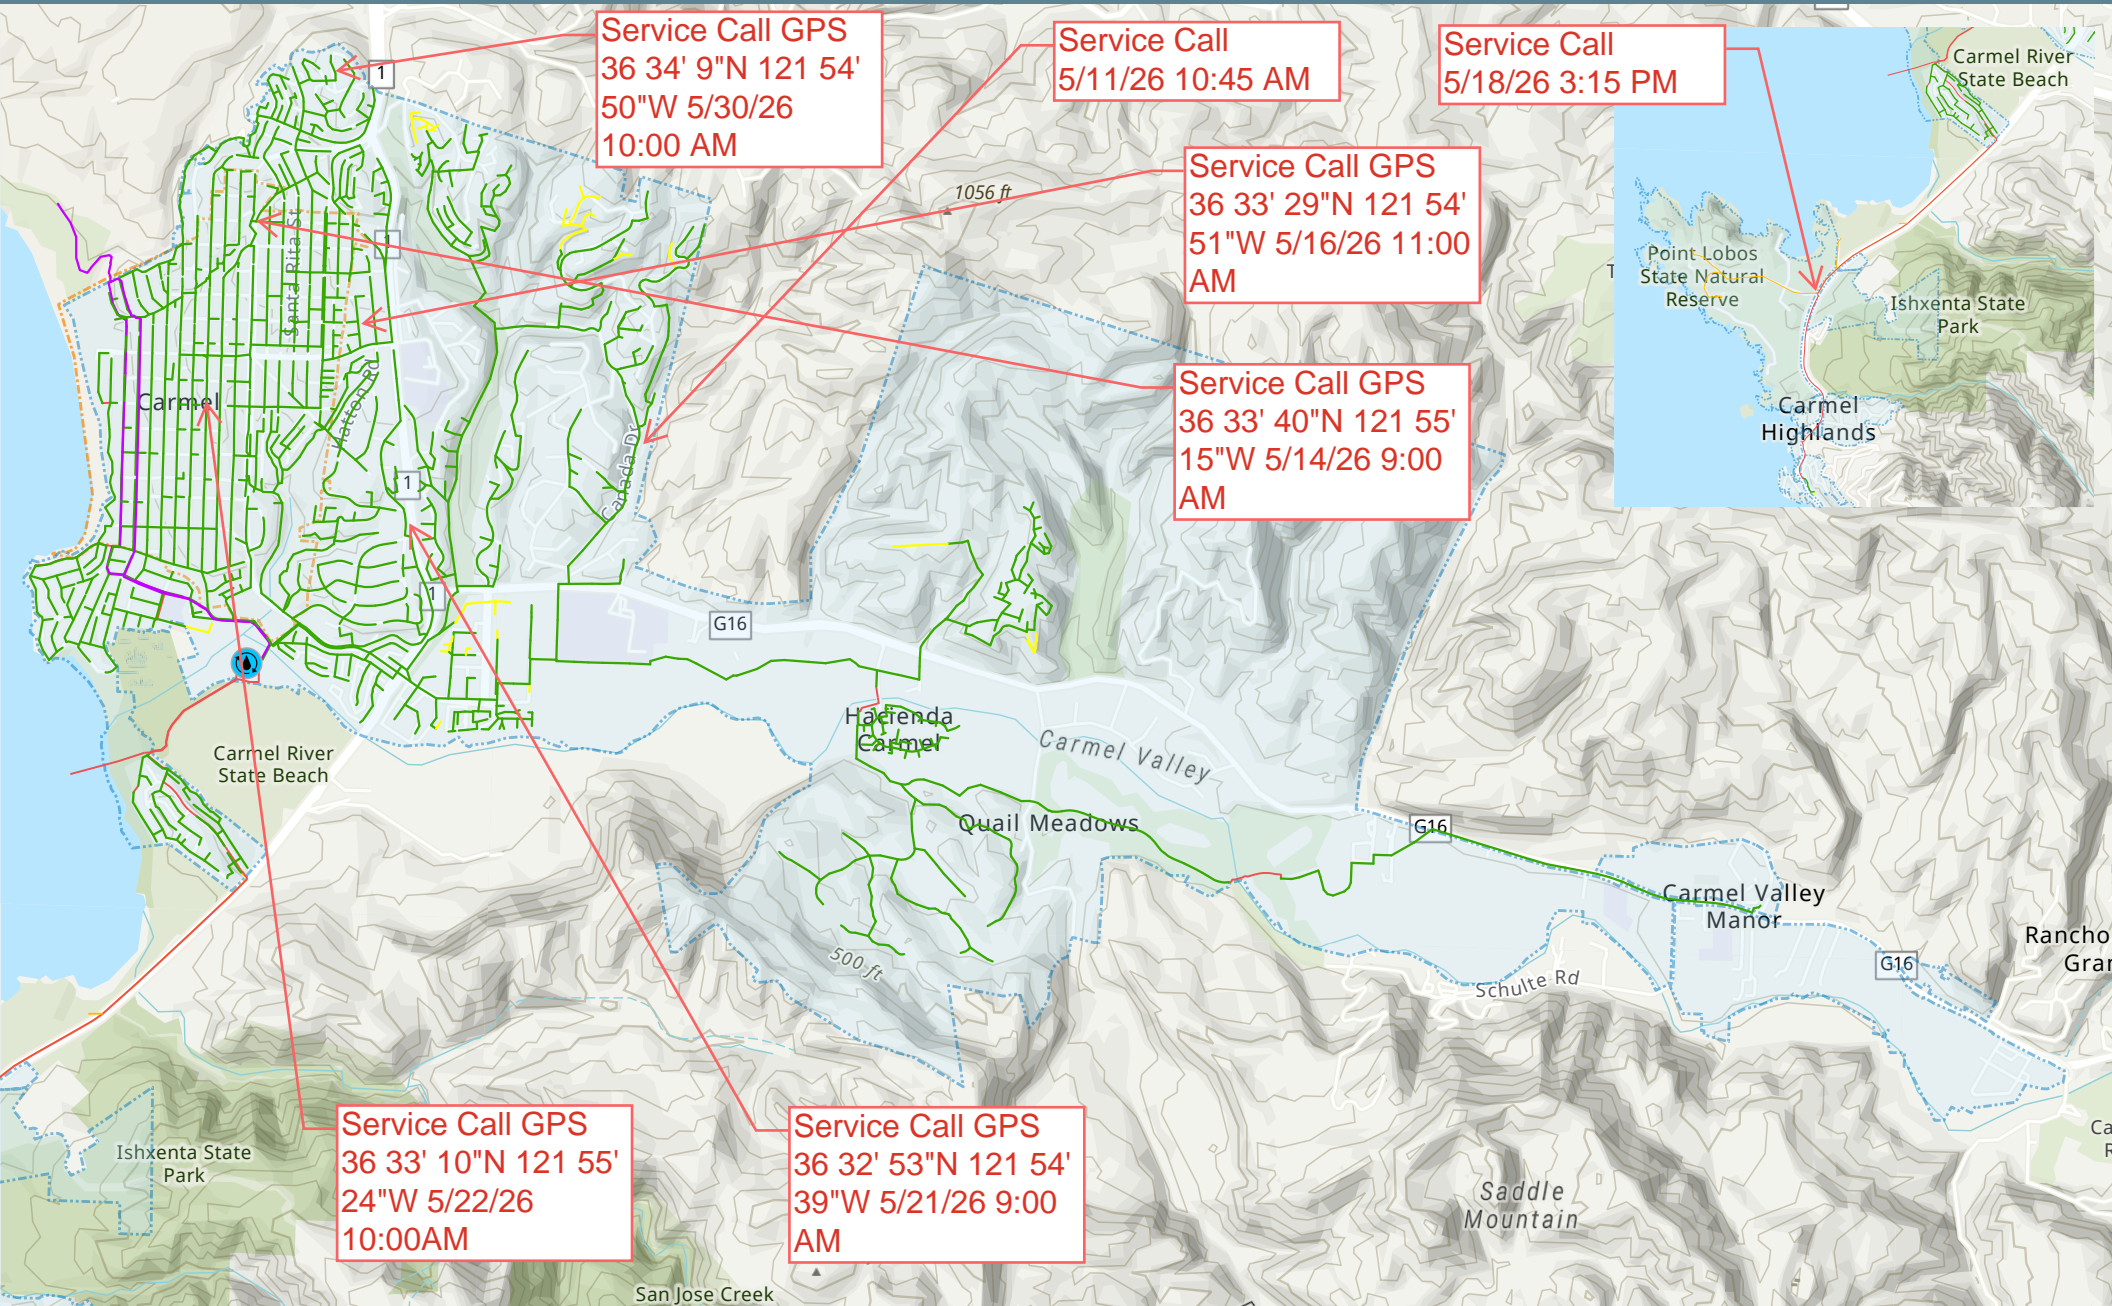 Service Call GPS
36 34' 9"N 121 54'
50"W 5/30/26
10:00 AM
Service Call
5/11/26 10:45 AM
Service Call
5/18/26 3:15 PM
Carmel River
State Beach
1
1056 ft
Service Call GPS
36 33' 29"N 121 54'
51"W 5/16/26 11:00
AM
Santa Rita St
1
Point Lobos
State Natural
Reserve
Ishxenta State
Park
Hatton Rd
Carmel
Service Call GPS
36 33' 40"N 121 55'
15"W 5/14/26 9:00
AM
Carmel
Highlands
Canada Dr
1
1
G16
Hacienda
Carmel
Carmel Valley
Carmel River
State Beach
Quail Meadows
G16
Carmel Valley
Manor
500 ft
Rancho
G16
Schulte Rd
Service Call GPS
36 33' 10"N 121 55'
24"W 5/22/26
10:00AM
Service Call GPS
36 32' 53"N 121 54'
39"W 5/21/26 9:00
AM
Ishxenta State
Park
Saddle
Mountain
San Jose Creek